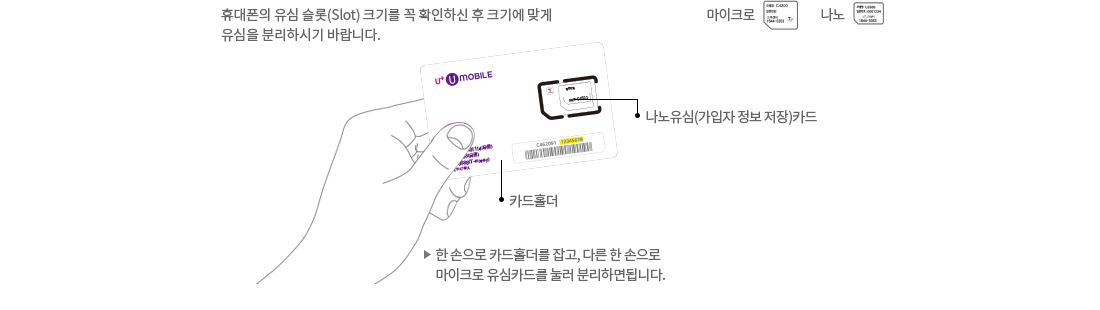 휴대폰의 유심 슬롯(Slot) 크기를 꼭 확인하신 후 크기에 맞게
유심을 분리하시기 바랍니다.
마이크로
나노
U+ U MOBILE
나노유심(가입자 정보 저장)카드
카드홀더
▶ 한 손으로 카드홀더를 잡고, 다른 한 손으로
마이크로 유심카드를 눌러 분리하면됩니다.